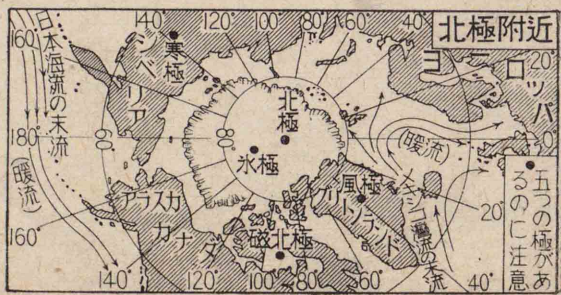 北極附近
160°
140°
120°
100°
80°
60°
40°
20°
0°
日本海流の末流
(暖流)
シベリア
寒極
ヨーロッパ
180°
60°
80°
北極
氷極
(暖流)
メキシコ灣流の末流
風極
グリーンランド
アラスカ
カナダ
磁北極
160°
140°
120°
100°
80°
60°
40°
20°
五つの極があ
るのに注意